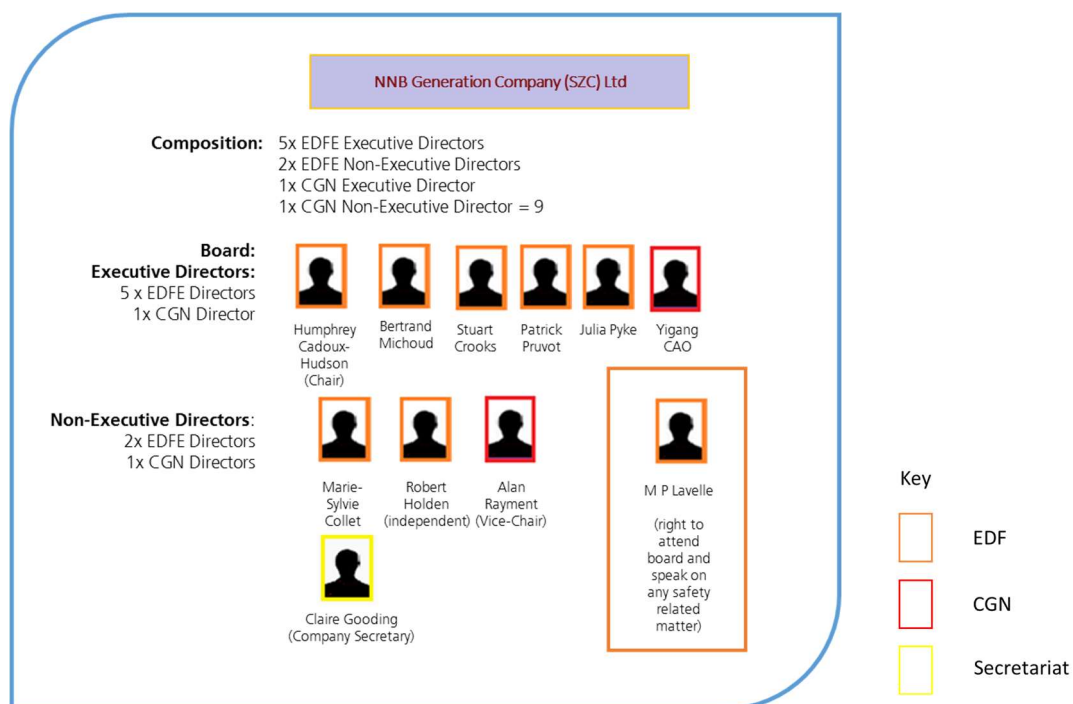 NNB Generation Company (SZC) Ltd
Composition: 5x EDFE Executive Directors
2x EDFE Non-Executive Directors
1x CGN Executive Director
1x CGN Non-Executive Director = 9
Board:
Executive Directors:
5 x EDFE Directors
1x CGN Director
Humphrey
Cadoux-
Hudson
(Chair)
Bertrand
Michoud
Stuart
Crooks
Patrick
Pruvot
Julia Pyke
Yigang
CAO
Non-Executive Directors:
2x EDFE Directors
1x CGN Directors
Marie-
Sylvie
Collet
Robert
Holden
(independent)
Alan
Rayment
(Vice-Chair)
M P Lavelle
(right to
attend
board and
speak on
any safety
related
matter)
Claire Gooding
(Company Secretary)
Key
EDF
CGN
Secretariat